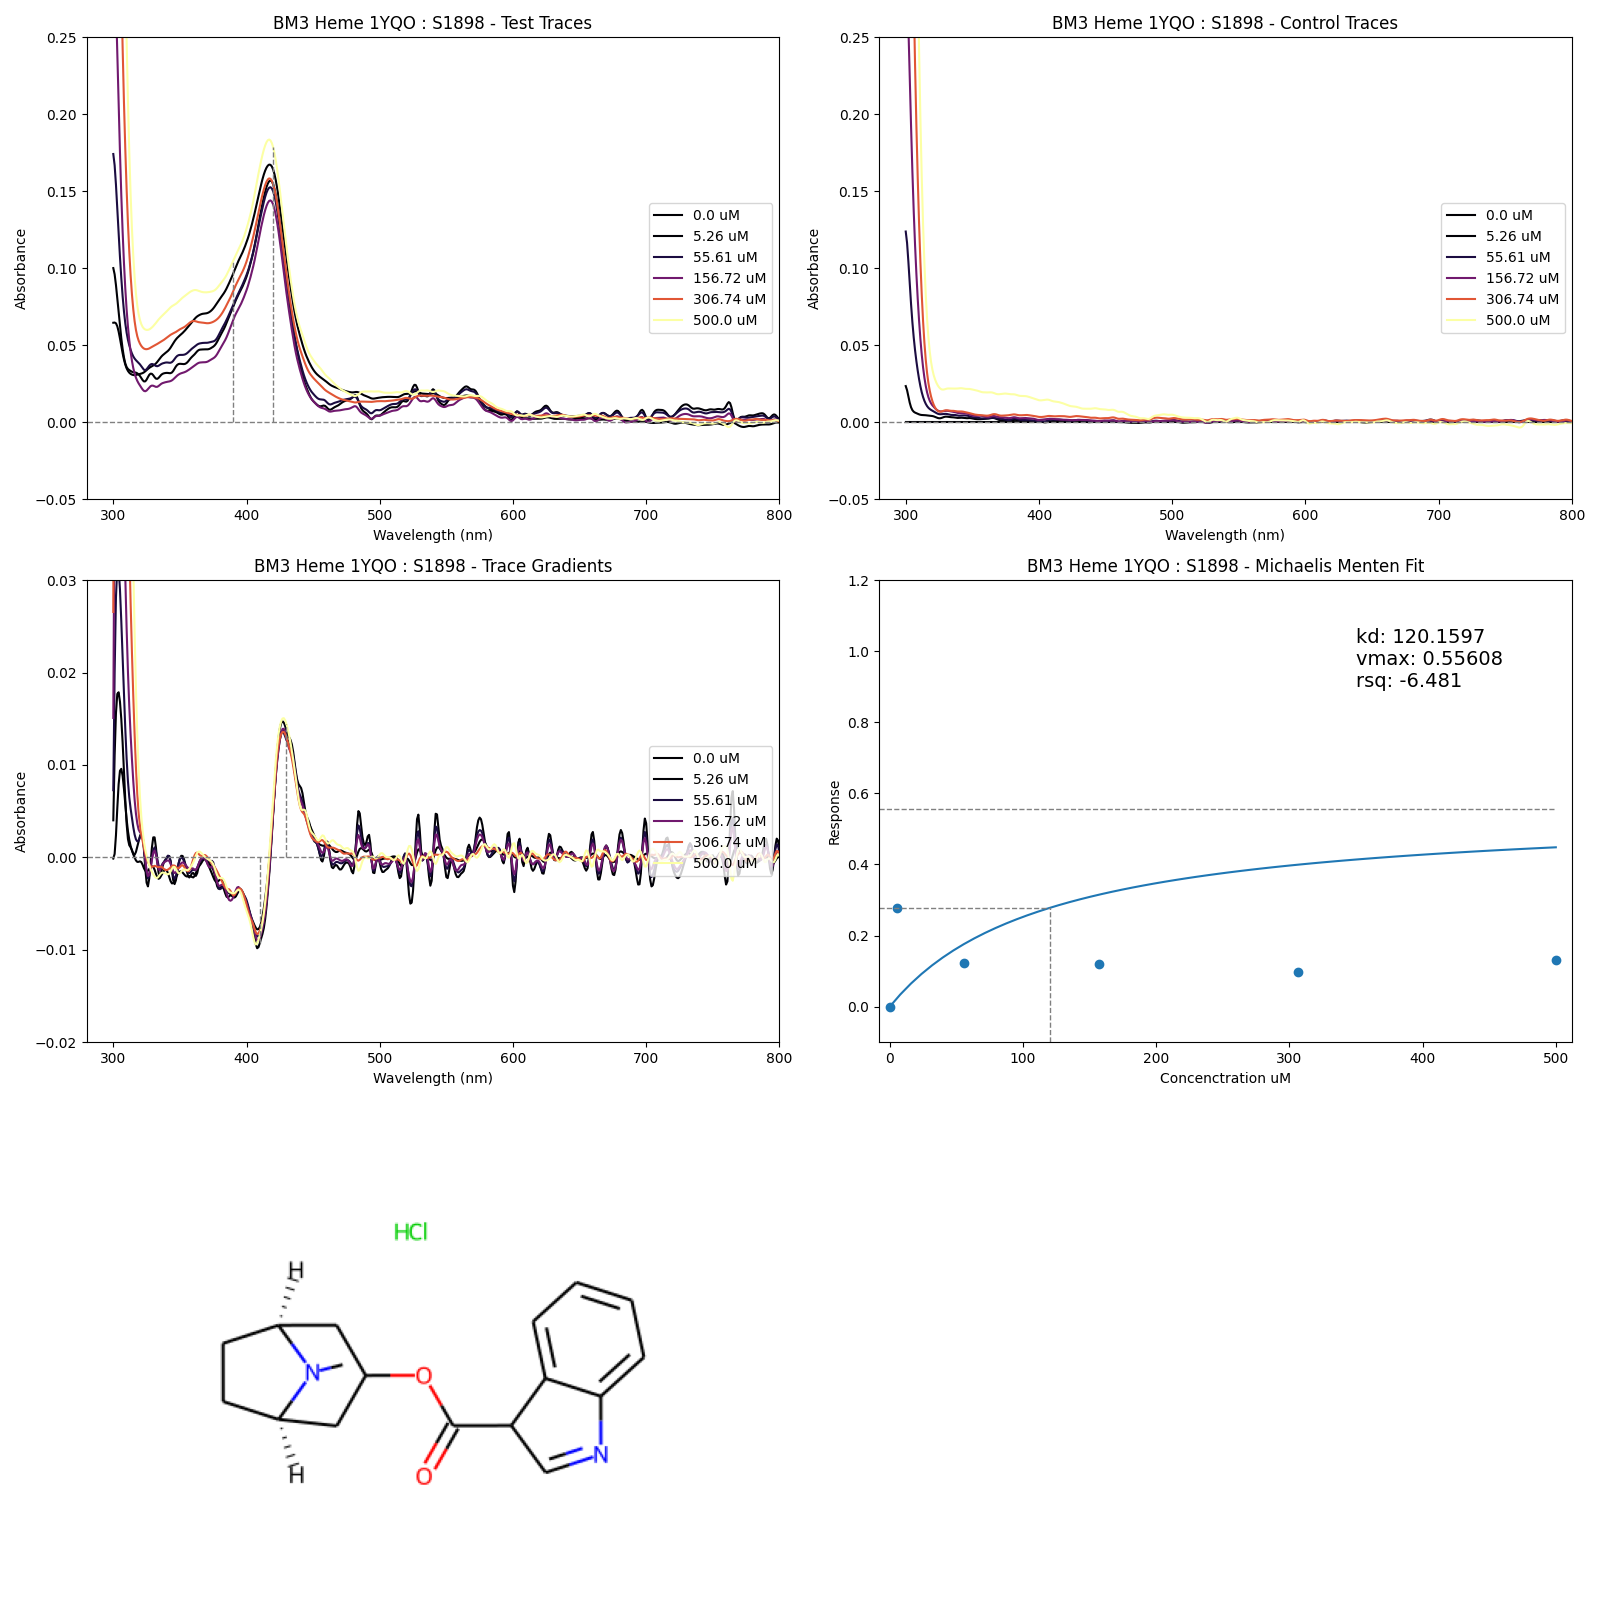 BM3 Heme 1YQO : S1898 - Test Traces
0.25
0.20
0.15
0.10
0.05
0.00
−0.05
Absorbance
300
400
500
600
700
800
Wavelength (nm)
0.0 uM
5.26 uM
55.61 uM
156.72 uM
306.74 uM
500.0 uM
BM3 Heme 1YQO : S1898 - Control Traces
0.25
0.20
0.15
0.10
0.05
0.00
−0.05
Absorbance
300
400
500
600
700
800
Wavelength (nm)
0.0 uM
5.26 uM
55.61 uM
156.72 uM
306.74 uM
500.0 uM
BM3 Heme 1YQO : S1898 - Trace Gradients
0.03
0.02
0.01
0.00
−0.01
−0.02
Absorbance
300
400
500
600
700
800
Wavelength (nm)
0.0 uM
5.26 uM
55.61 uM
156.72 uM
306.74 uM
500.0 uM
BM3 Heme 1YQO : S1898 - Michaelis Menten Fit
1.2
1.0
0.8
0.6
0.4
0.2
0.0
Response
0
100
200
300
400
500
Concenctration uM
kd: 120.1597
vmax: 0.55608
rsq: -6.481
HCl
H
N
O
O
H
N